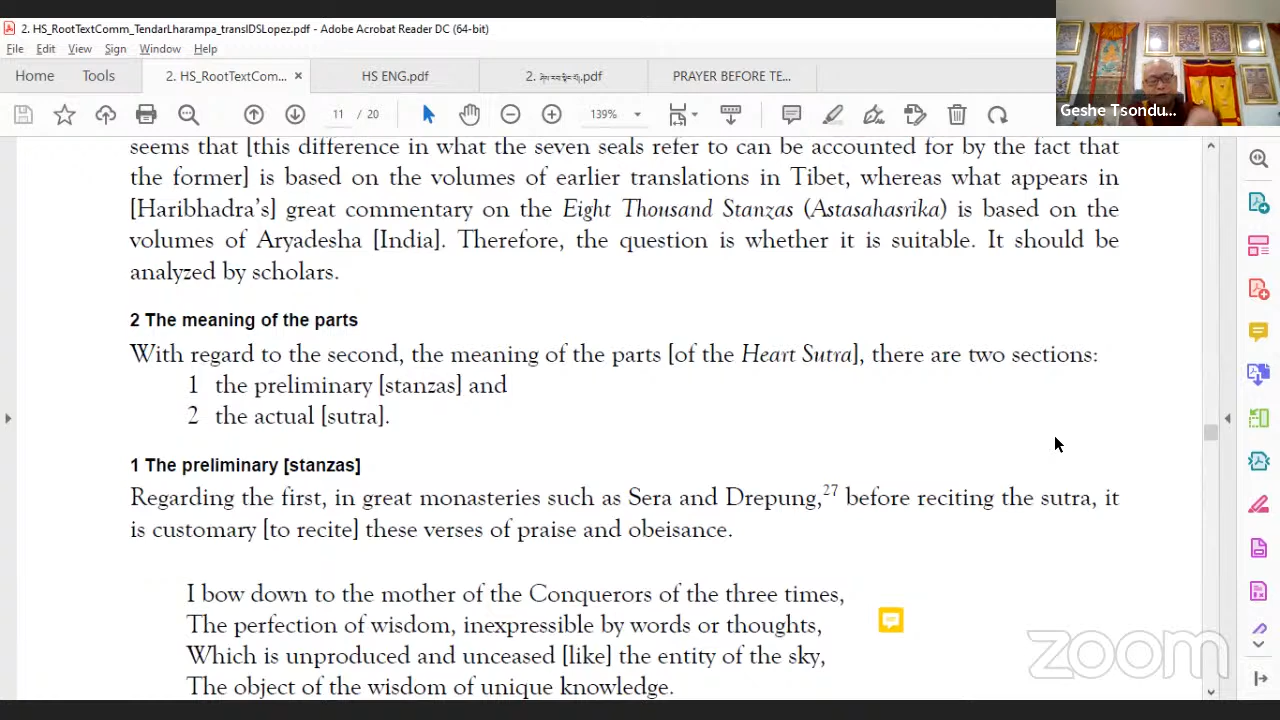 2. HS_RootTextComm_TendarLharampa_translDSLopez.pdf - Adobe Acrobat Reader DC (64-bit)
File Edit View Sign Window Help
Home Tools 2. HS_RootTextCom... × HS ENG.pdf PRAYER BEFORE TE...
11 / 20 139%
Geshe Tsondu...
seems that [this difference in what the seven seals refer to can be accounted for by the fact that
the former] is based on the volumes of earlier translations in Tibet, whereas what appears in
[Haribhadra's] great commentary on the Eight Thousand Stanzas (Astasahasrika) is based on the
volumes of Aryadesha [India]. Therefore, the question is whether it is suitable. It should be
analyzed by scholars.
2 The meaning of the parts
With regard to the second, the meaning of the parts [of the Heart Sutra], there are two sections:
1 the preliminary [stanzas] and
2 the actual [sutra].
1 The preliminary [stanzas]
Regarding the first, in great monasteries such as Sera and Drepung,27 before reciting the sutra, it
is customary [to recite] these verses of praise and obeisance.
I bow down to the mother of the Conquerors of the three times,
The perfection of wisdom, inexpressible by words or thoughts,
Which is unproduced and unceased [like] the entity of the sky,
The object of the wisdom of unique knowledge.
zoom